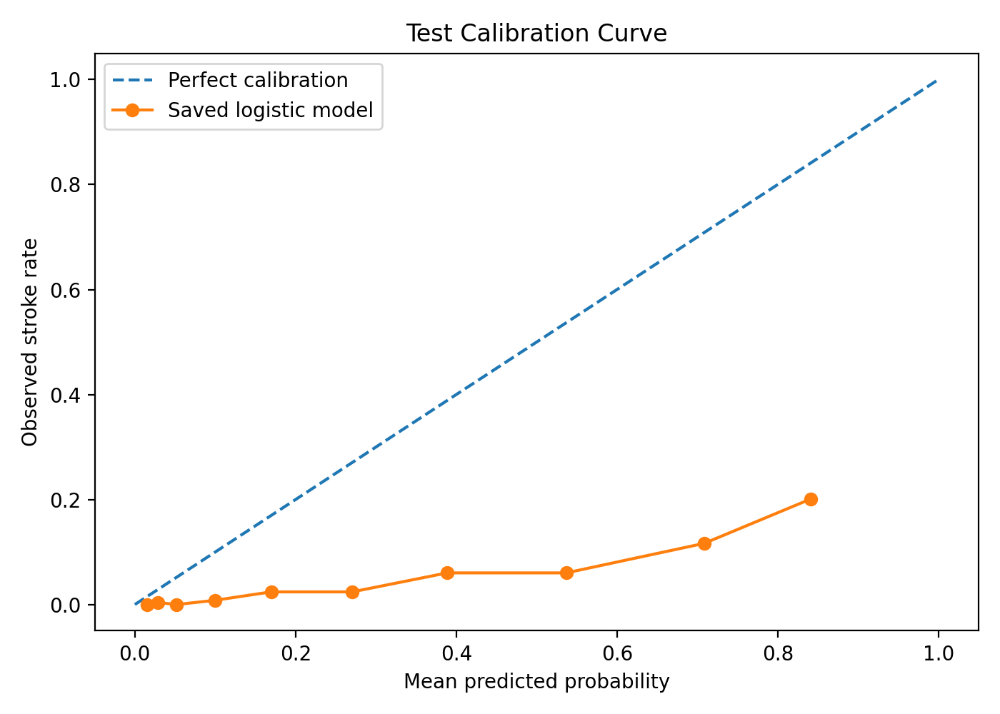 Test Calibration Curve
Perfect calibration
Saved logistic model
1.0
0.8
0.6
0.4
0.2
0.0
Observed stroke rate
0.0 0.2 0.4 0.6 0.8 1.0
Mean predicted probability